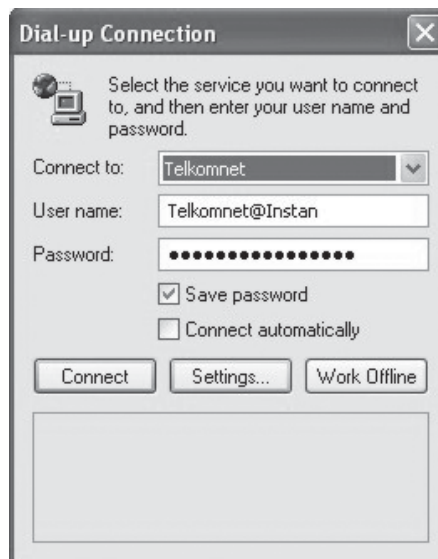 Dial-up Connection
Select the service you want to connect
to, and then enter your user name and
password.
Connect to: Telkomnet
User name: Telkomnet@Instan
Password: ••••••••••••••••
Save password
Connect automatically
Connect Settings... Work Offline